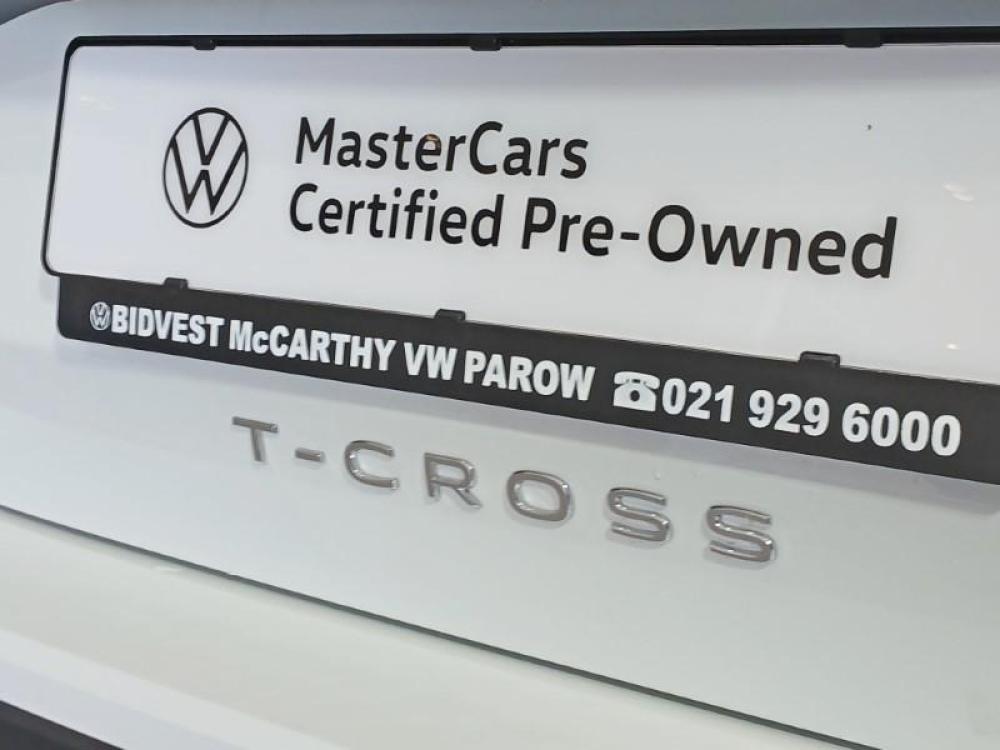 MasterCars
Certified Pre-Owned
BIDVEST McCARTHY VW PAROW ☎021 929 6000
T-CROSS